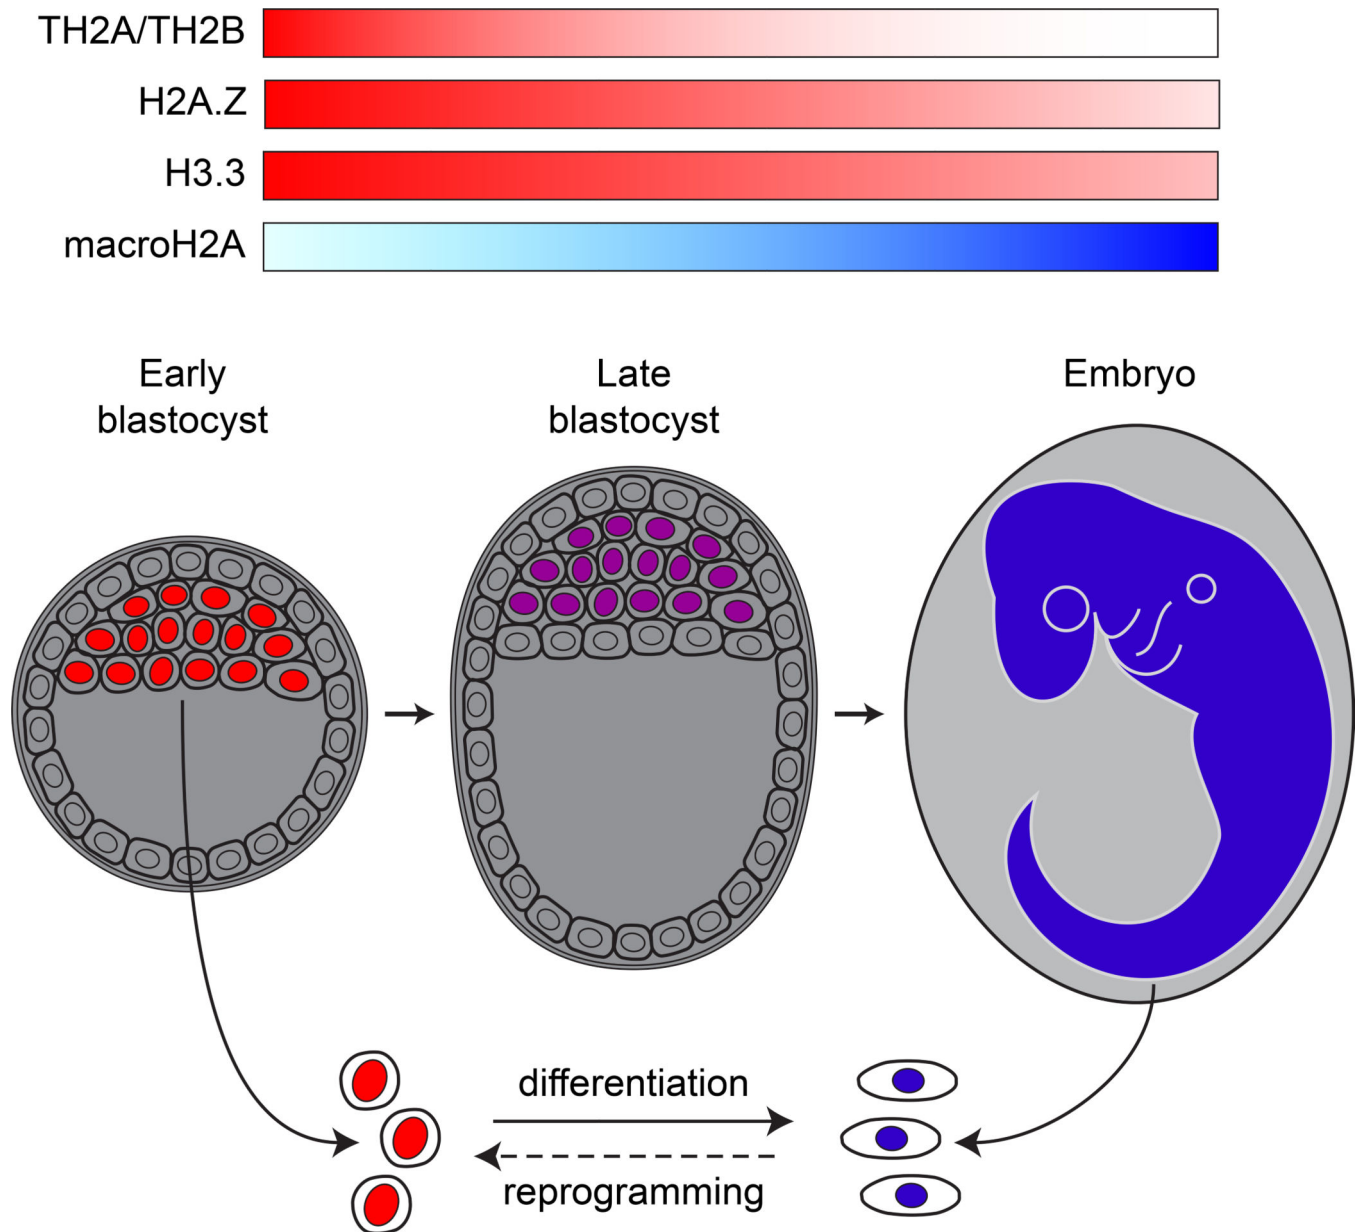 TH2A/TH2B
H2A.Z
H3.3
macroH2A
Early
blastocyst
Late
blastocyst
Embryo
differentiation
reprogramming